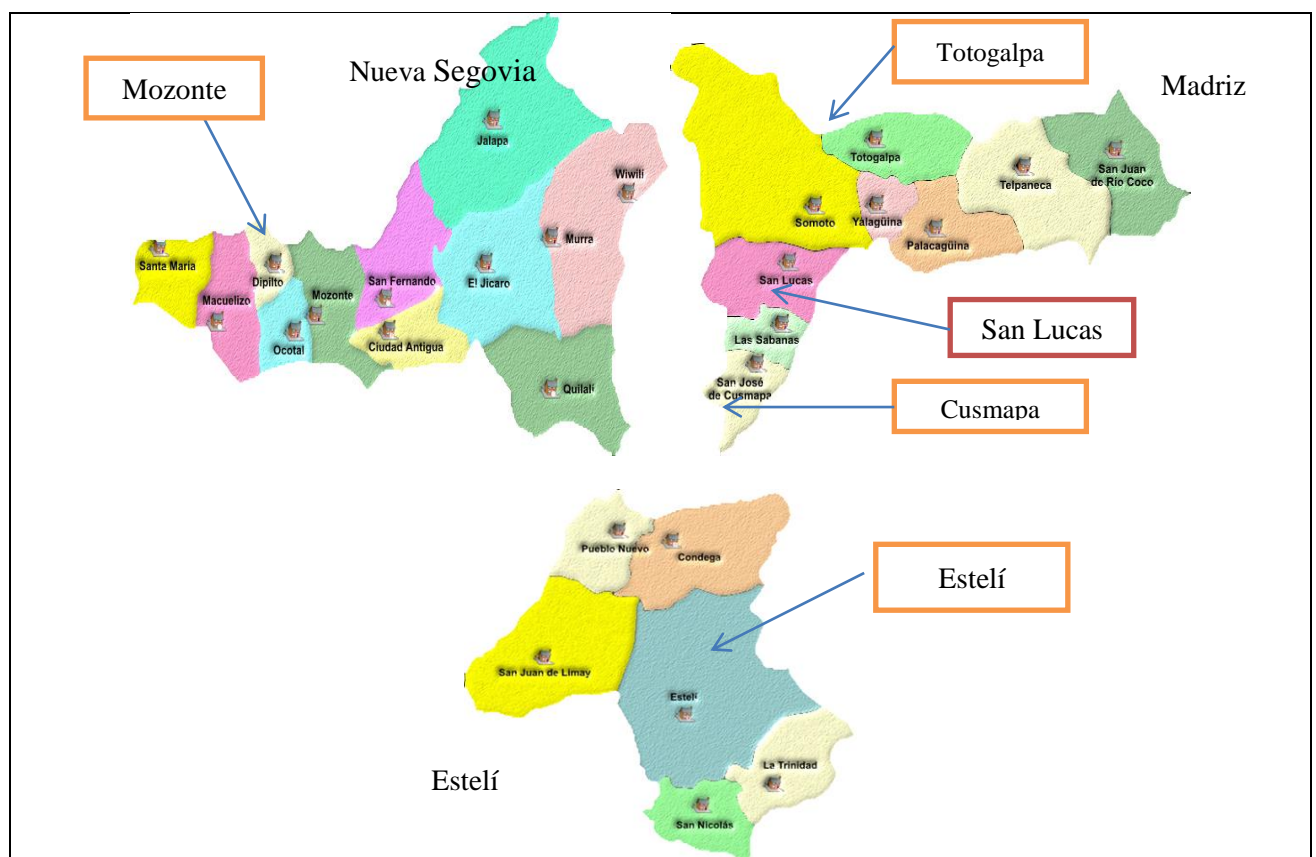 Nueva Segovia
Mozonte
Jalapa
Wiwilí
Murra
Santa María
Dipilto
Macuelizo
Mozonte
San Fernando
El Jicaro
Ocotal
Ciudad Antigua
Quilalí
Totogalpa
Madriz
Totogalpa
San Juan
de Río Coco
Telpaneca
Somoto
Yalagüina
Palacagüina
San Lucas
San Lucas
Las Sabanas
San José
de Cusmapa
Cusmapa
Pueblo Nuevo
Condega
Estelí
San Juan de Limay
Estelí
La Trinidad
Estelí
San Nicolás